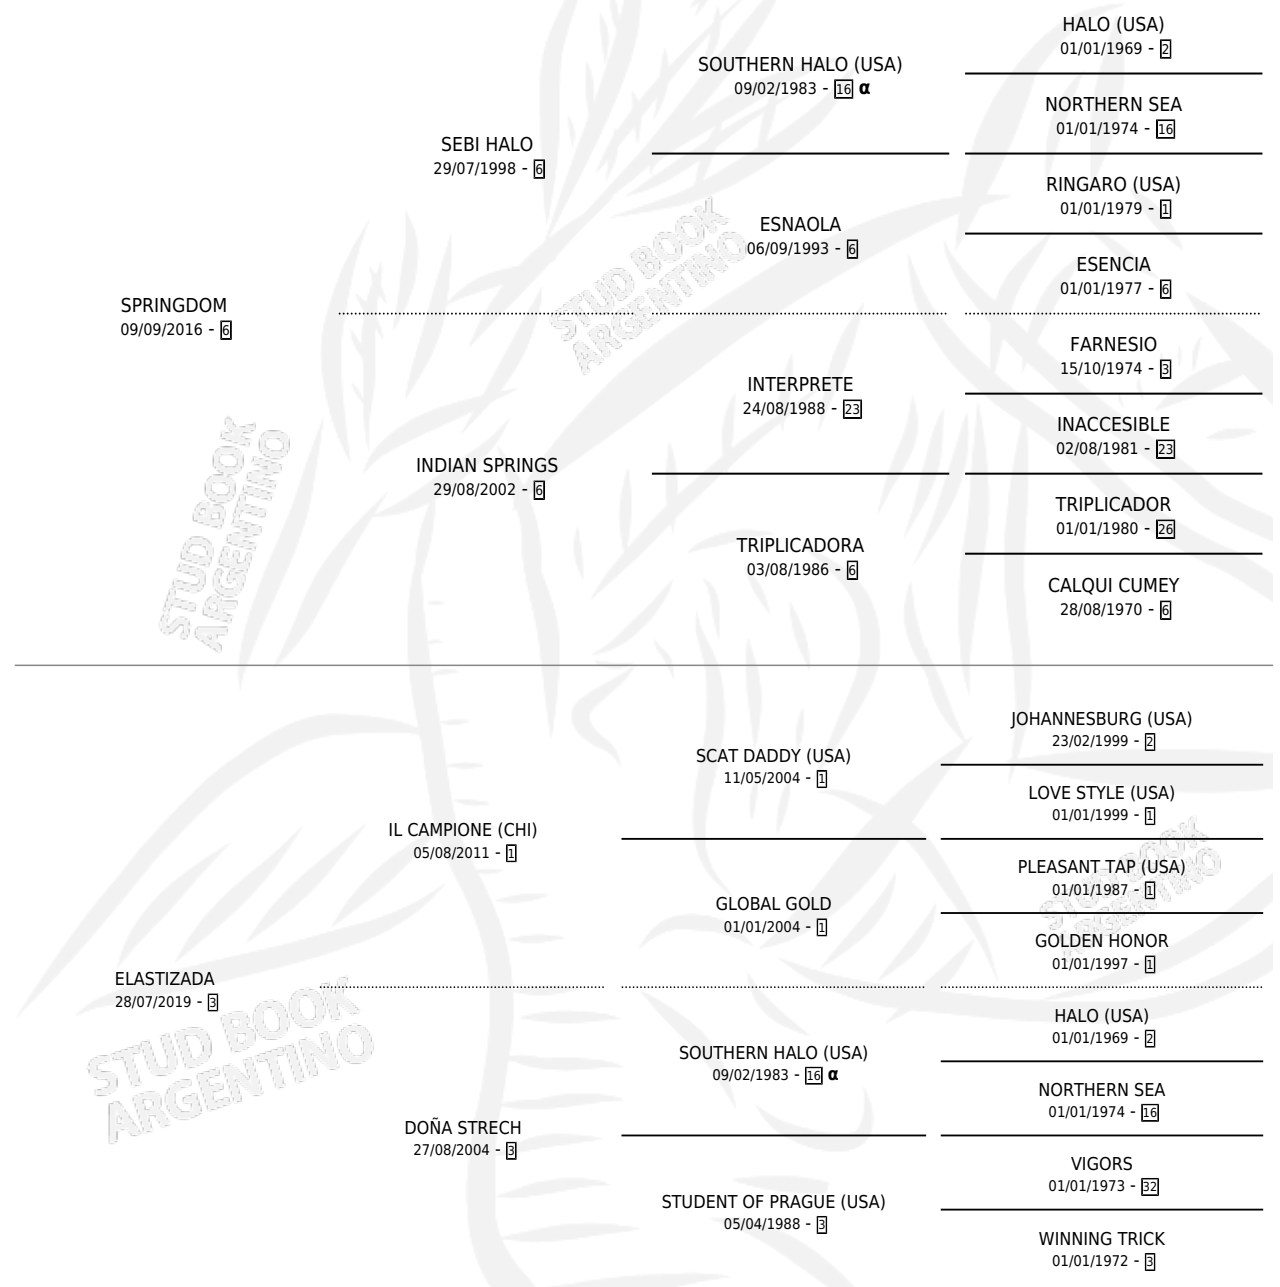 HALO (USA)
01/01/1969 - 2
SOUTHERN HALO (USA)
09/02/1983 - 16 α
NORTHERN SEA
01/01/1974 - 16
SEBI HALO
29/07/1998 - 6
RINGARO (USA)
01/01/1979 - 1
ESNAOLA
06/09/1993 - 6
ESENCIA
01/01/1977 - 6
SPRINGDOM
09/09/2016 - 6
STUD BOOK
ARGENTINO
FARNESIO
15/10/1974 - 3
INTERPRETE
24/08/1988 - 23
INACCESIBLE
02/08/1981 - 23
INDIAN SPRINGS
29/08/2002 - 6
TRIPLICADOR
01/01/1980 - 26
TRIPLICADORA
03/08/1986 - 6
CALQUI CUMEY
28/08/1970 - 6
STUD BOOK
ARGENTINO
JOHANNESBURG (USA)
23/02/1999 - 2
SCAT DADDY (USA)
11/05/2004 - 1
LOVE STYLE (USA)
01/01/1999 - 1
IL CAMPIONE (CHI)
05/08/2011 - 1
PLEASANT TAP (USA)
01/01/1987 - 1
GLOBAL GOLD
01/01/2004 - 1
GOLDEN HONOR
01/01/1997 - 1
STUD BOOK
ARGENTINO
ELASTIZADA
28/07/2019 - 3
HALO (USA)
01/01/1969 - 2
SOUTHERN HALO (USA)
09/02/1983 - 16 α
NORTHERN SEA
01/01/1974 - 16
STUD BOOK
ARGENTINO
DOÑA STRECH
27/08/2004 - 3
VIGORS
01/01/1973 - 32
STUDENT OF PRAGUE (USA)
05/04/1988 - 3
WINNING TRICK
01/01/1972 - 3